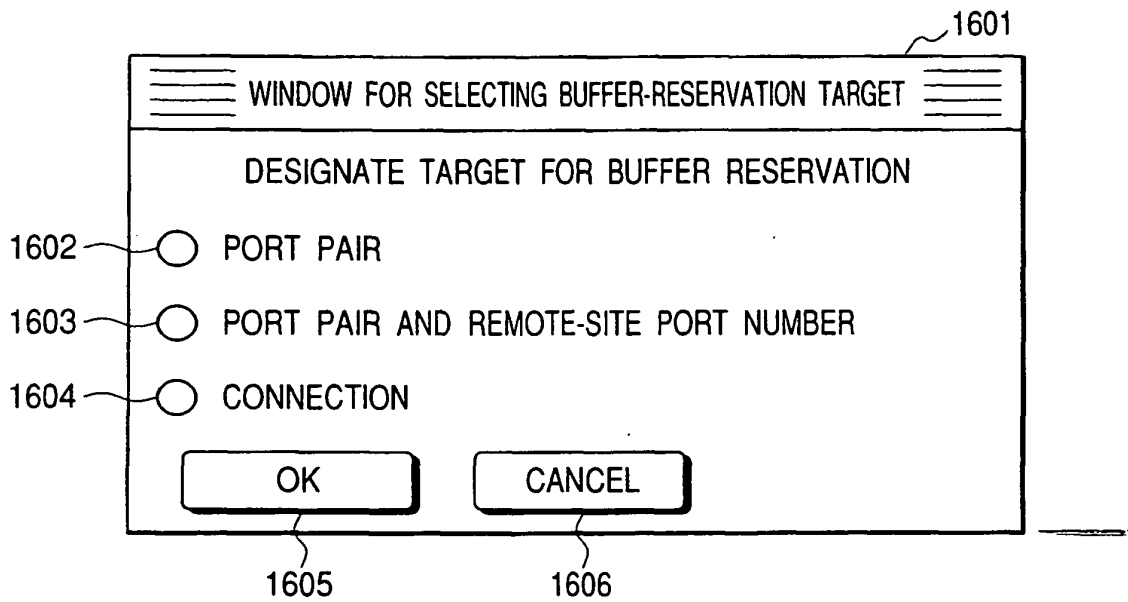 1601
WINDOW FOR SELECTING BUFFER-RESERVATION TARGET
DESIGNATE TARGET FOR BUFFER RESERVATION
1602 PORT PAIR
1603 PORT PAIR AND REMOTE-SITE PORT NUMBER
1604 CONNECTION
OK CANCEL
1605 1606